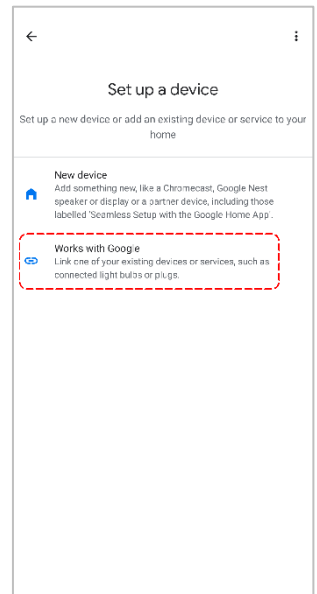 Set up a device
Set up a new device or add an existing device or service to your
home
New device
Add something new, like a Chromecast, Google Nest
speaker or display or a partner device, including those
labelled 'Seamless Setup with the Google Home App'.
Works with Google
Link one of your existing devices or services, such as
connected light bulbs or plugs.